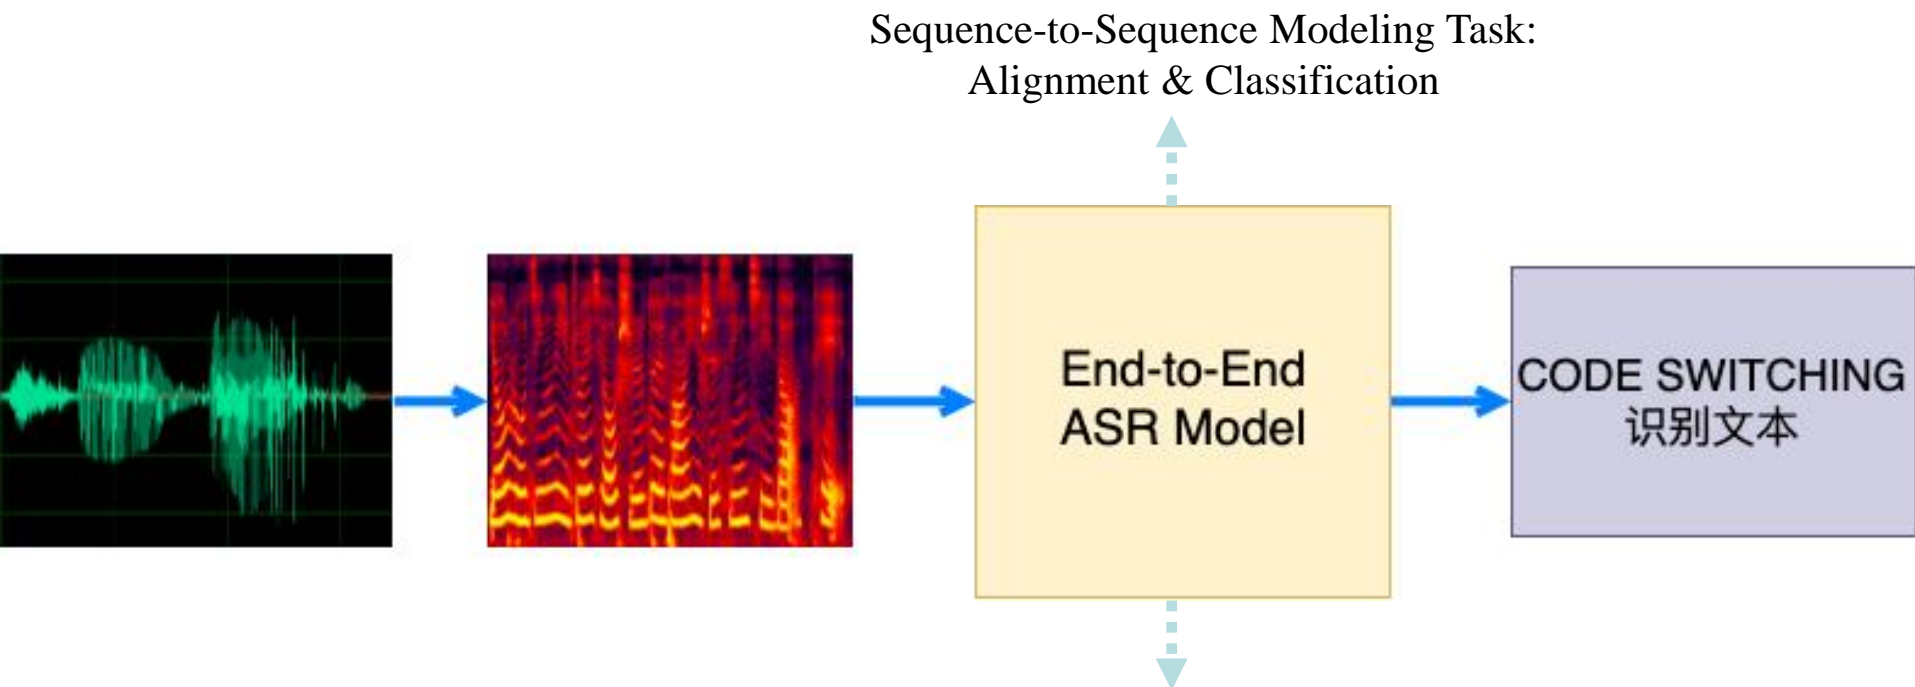 Sequence-to-Sequence Modeling Task:
Alignment & Classification
End-to-End
ASR Model
CODE SWITCHING
识别文本